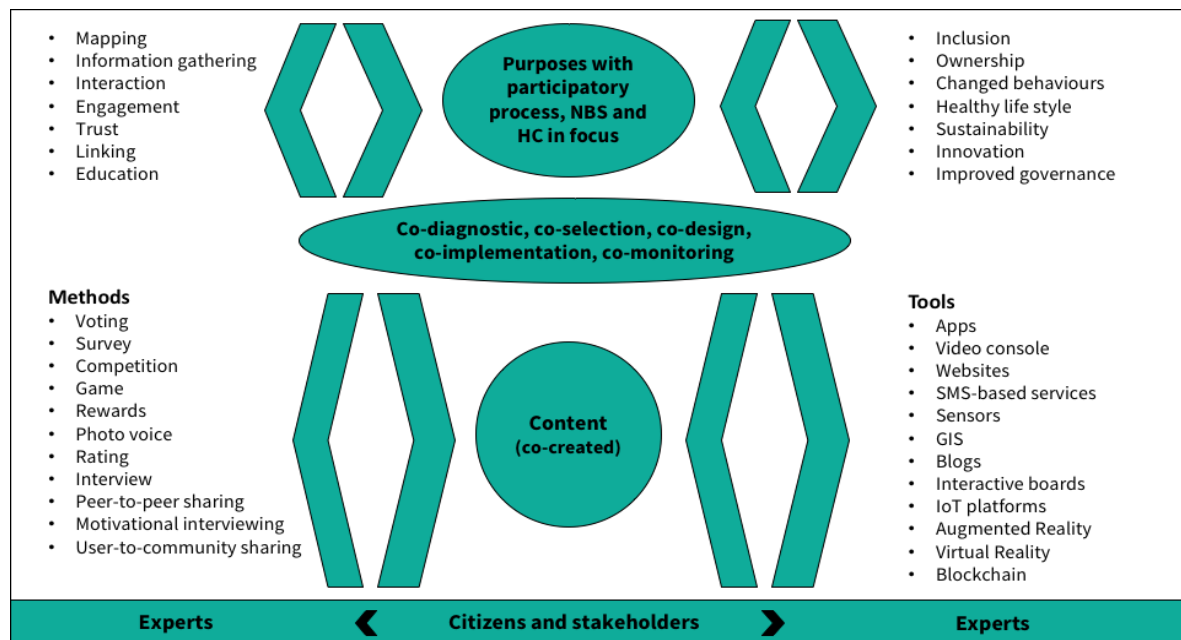 • Mapping
• Information gathering
• Interaction
• Engagement
• Trust
• Linking
• Education
Purposes with
participatory
process, NBS and
HC in focus
• Inclusion
• Ownership
• Changed behaviours
• Healthy life style
• Sustainability
• Innovation
• Improved governance
Co-diagnostic, co-selection, co-design,
co-implementation, co-monitoring
Methods
• Voting
• Survey
• Competition
• Game
• Rewards
• Photo voice
• Rating
• Interview
• Peer-to-peer sharing
• Motivational interviewing
• User-to-community sharing
Content
(co-created)
Tools
• Apps
• Video console
• Websites
• SMS-based services
• Sensors
• GIS
• Blogs
• Interactive boards
• IoT platforms
• Augmented Reality
• Virtual Reality
• Blockchain
Experts
Citizens and stakeholders
Experts